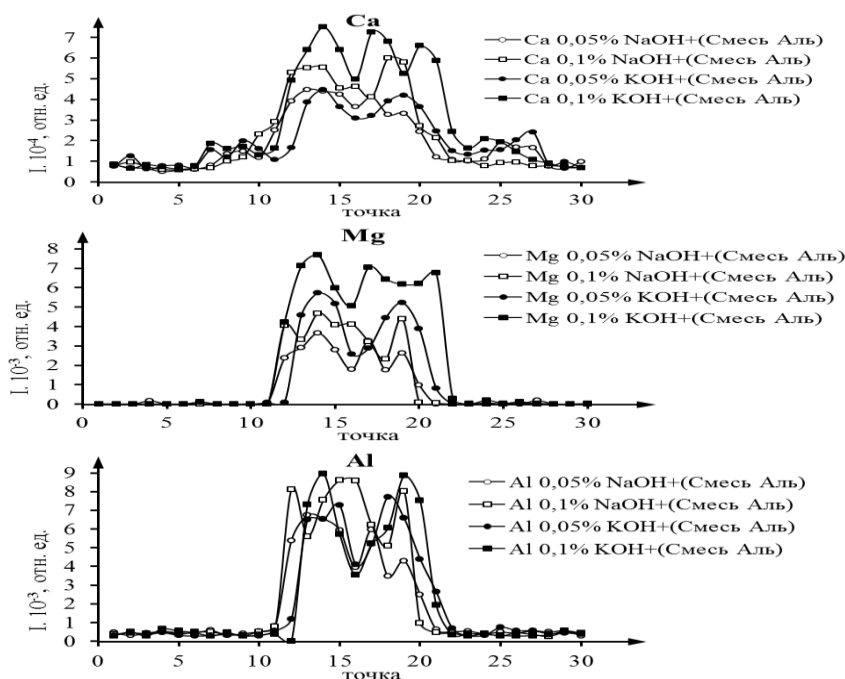 Ca
7
6
5
4
3
2
1
0
I. 10⁻⁴, отн. ед.
0 5 10 15 20 25 30
точка
Ca 0,05% NaOH+(Смесь Аль)
Ca 0,1% NaOH+(Смесь Аль)
Ca 0,05% KOH+(Смесь Аль)
Ca 0,1% KOH+(Смесь Аль)
Mg
8
7
6
5
4
3
2
1
0
I. 10⁻³, отн. ед.
0 5 10 15 20 25 30
точка
Mg 0,05% NaOH+(Смесь Аль)
Mg 0,1% NaOH+(Смесь Аль)
Mg 0,05% KOH+(Смесь Аль)
Mg 0,1% KOH+(Смесь Аль)
Al
9
8
7
6
5
4
3
2
1
0
I. 10⁻³, отн. ед.
0 5 10 15 20 25 30
точка
Al 0,05% NaOH+(Смесь Аль)
Al 0,1% NaOH+(Смесь Аль)
Al 0,05% KOH+(Смесь Аль)
Al 0,1% KOH+(Смесь Аль)